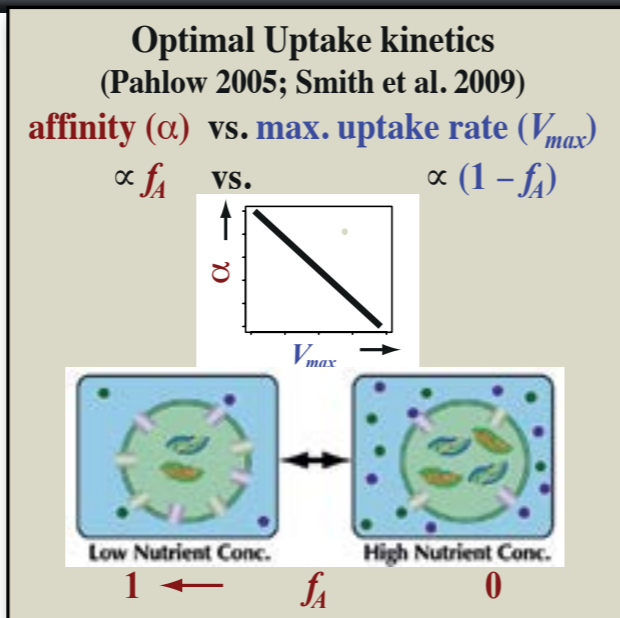 Optimal Uptake kinetics
(Pahlow 2005; Smith et al. 2009)
affinity (α) vs. max. uptake rate (Vmax)
∝ fA vs. ∝ (1 – fA)
α
Vmax
Low Nutrient Conc. High Nutrient Conc.
1 ← fA 0